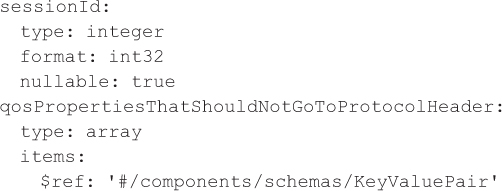 sessionId:
  type: integer
  format: int32
  nullable: true
qosPropertiesThatShouldNotGoToProtocolHeader:
  type: array
  items:
    $ref: '#/components/schemas/KeyValuePair'